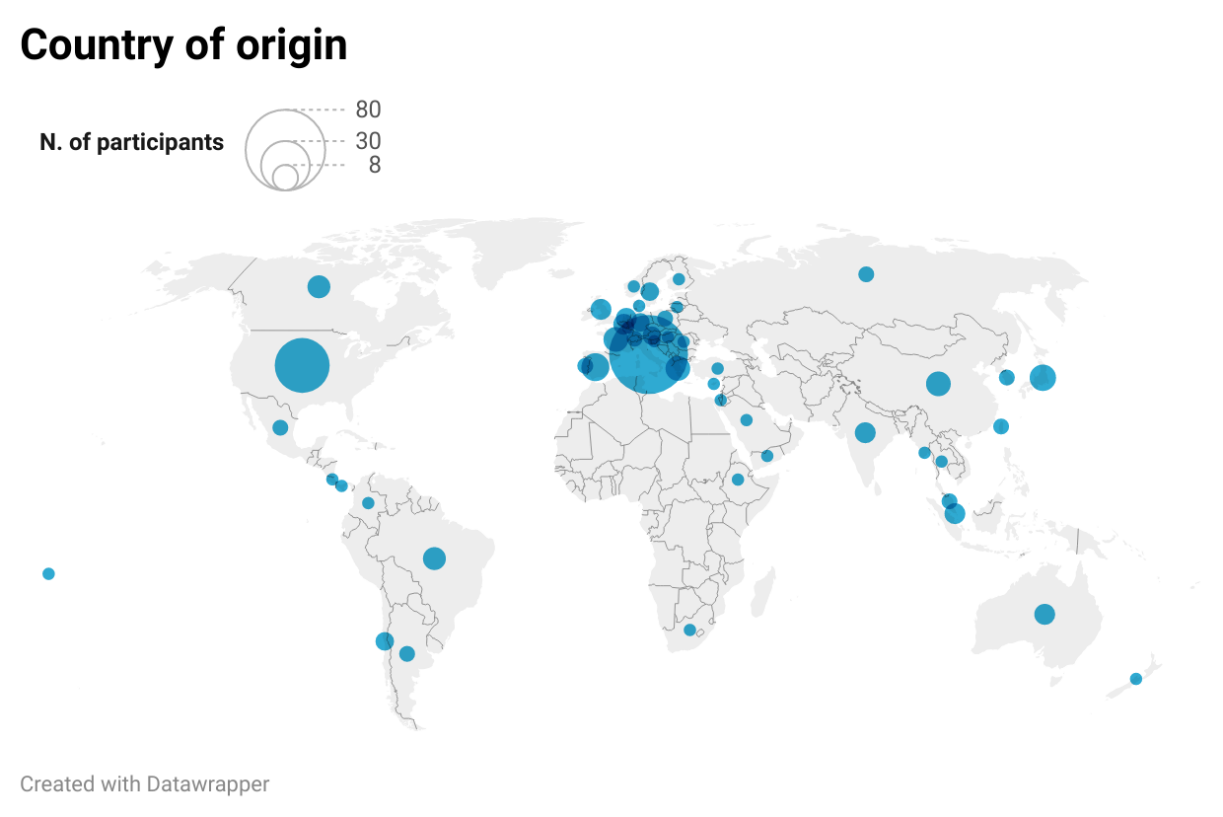 Country of origin
80
N. of participants
30
8
Created with Datawrapper